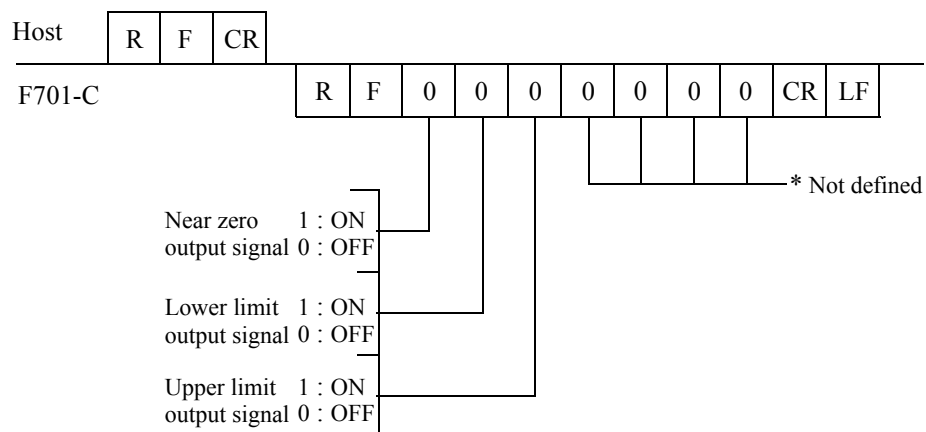 Host R F CR
F701-C R F 0 0 0 0 0 0 0 CR LF
* Not defined
Near zero 1 : ON
output signal 0 : OFF
Lower limit 1 : ON
output signal 0 : OFF
Upper limit 1 : ON
output signal 0 : OFF